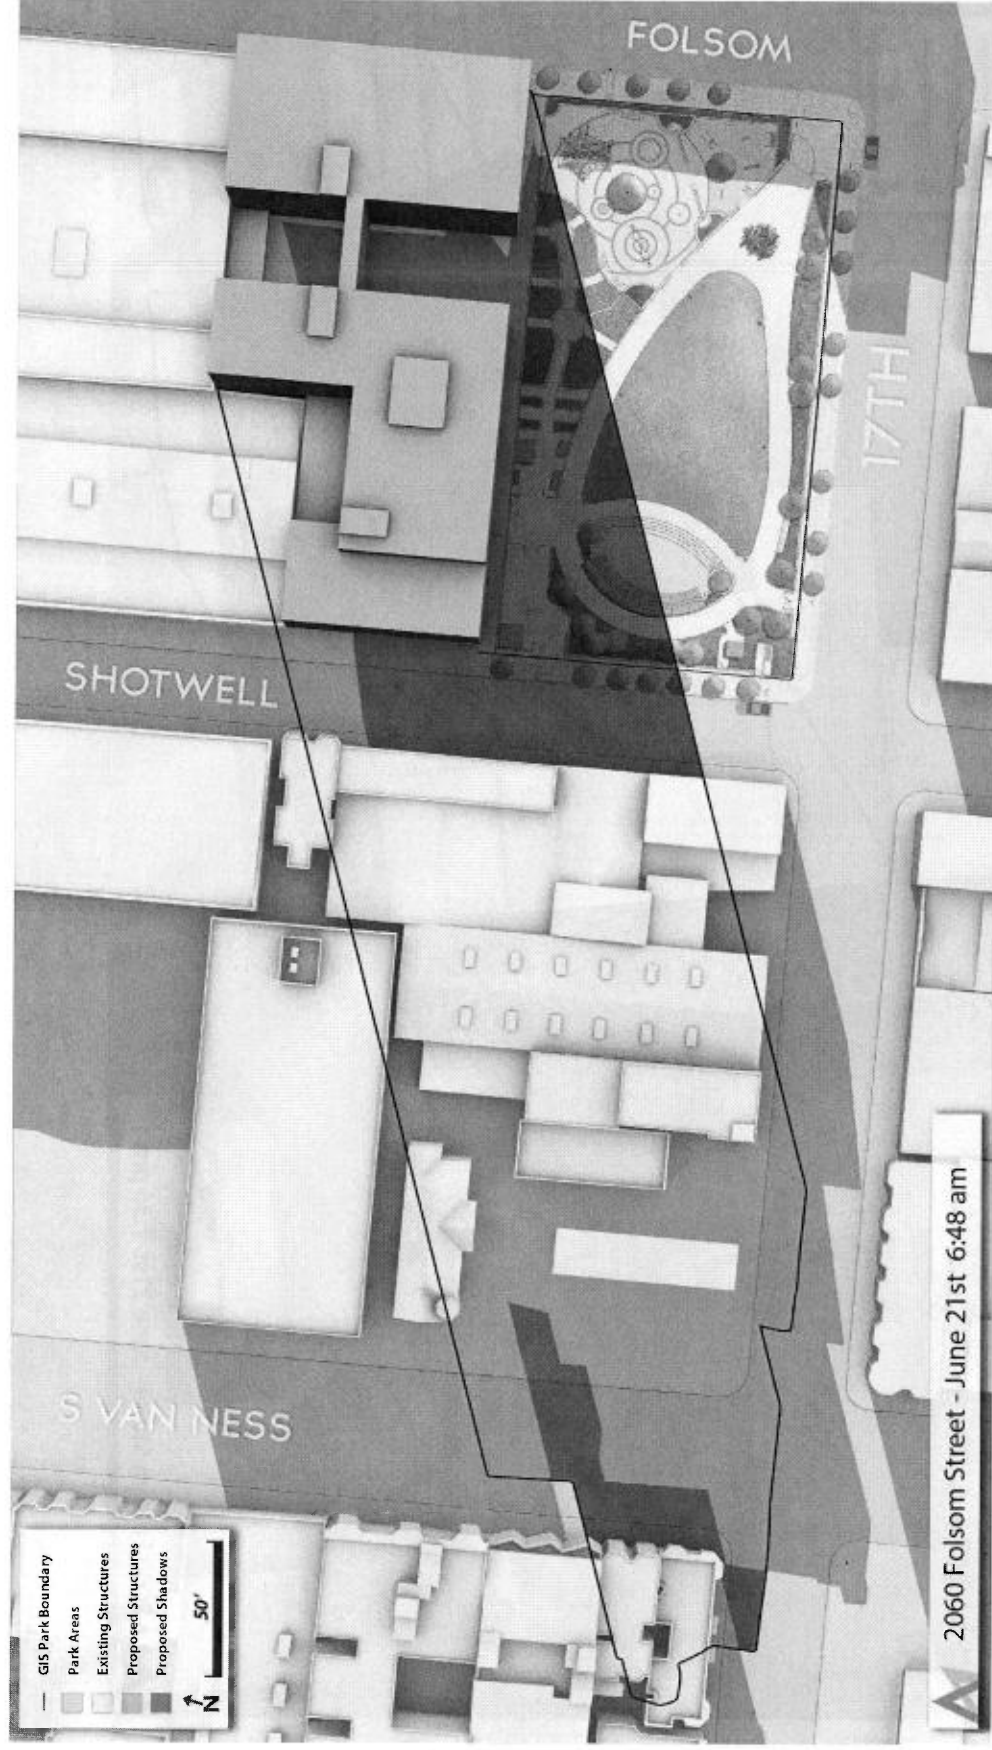 FOLSOM
17TH
SHOTWELL
S VAN NESS
GIS Park Boundary
Park Areas
Existing Structures
Proposed Structures
Proposed Shadows
N
50'
2060 Folsom Street - June 21st 6:48 am